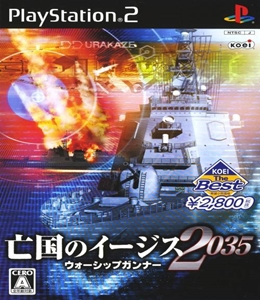 PlayStation 2
NTSC J
KOEI
DD URAKAZE
KOEI
The
Best
¥2,800
亡国のイージス2035
ウォーシップガンナー
CERO
A